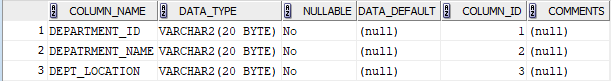 COLUMN_NAME DATA_TYPE NULLABLE DATA_DEFAULT COLUMN_ID COMMENTS
1 DEPARTMENT_ID VARCHAR2(20 BYTE) No (null) 1 (null)
2 DEPATRMENT_NAME VARCHAR2(20 BYTE) No (null) 2 (null)
3 DEPT_LOCATION VARCHAR2(20 BYTE) No (null) 3 (null)